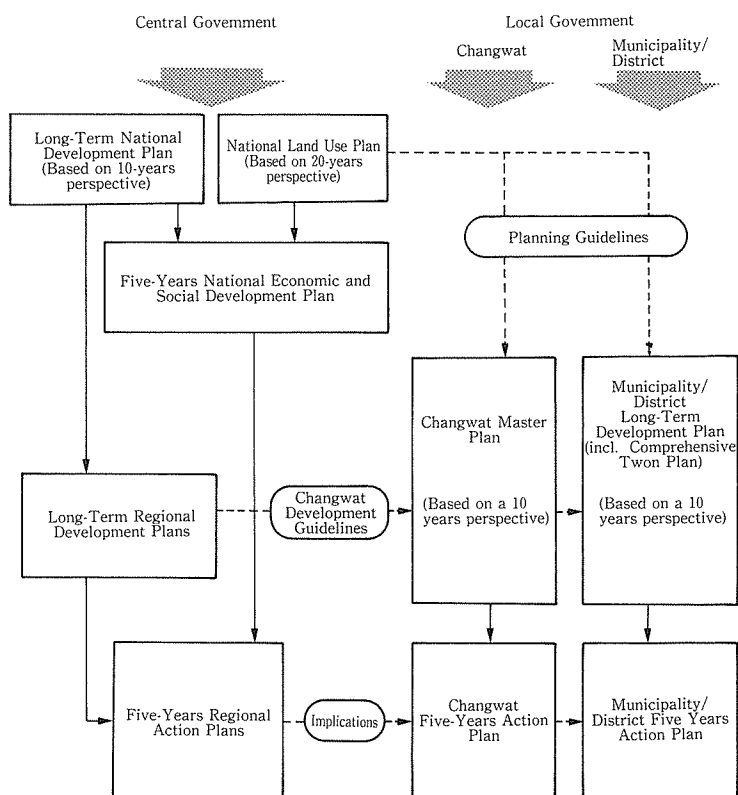 Central Government
Local Govenment
Changwat
Municipality/
District
Long-Term National
Development Plan
(Based on 10-years
perspective)
National Land Use Plan
(Based on 20-years
perspective)
Planning Guidelines
Five-Years National Economic and
Social Development Plan
Changwat Master
Plan
(Based on a 10
years perspective)
Municipality/
District
Long-Term
Development Plan
(incl. Comprehensive
Twon Plan)
(Based on a 10
years perspective)
Long-Term Regional
Development Plans
Changwat
Development
Guidelines
Five-Years Regional
Action Plans
Implications
Changwat
Five-Years Action
Plan
Municipality/
District Five Years
Action Plan